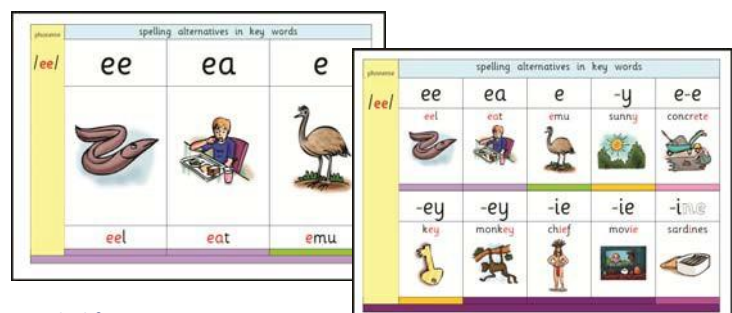 phoneme
spelling alternatives in key words
/ee/
ee ea e
eel eat emu
phoneme
spelling alternatives in key words
/ee/
ee ea e -y e-e
eel eat emu sunny concrete
-ey -ey -ie -ie -ine
key monkey chief movie sardines